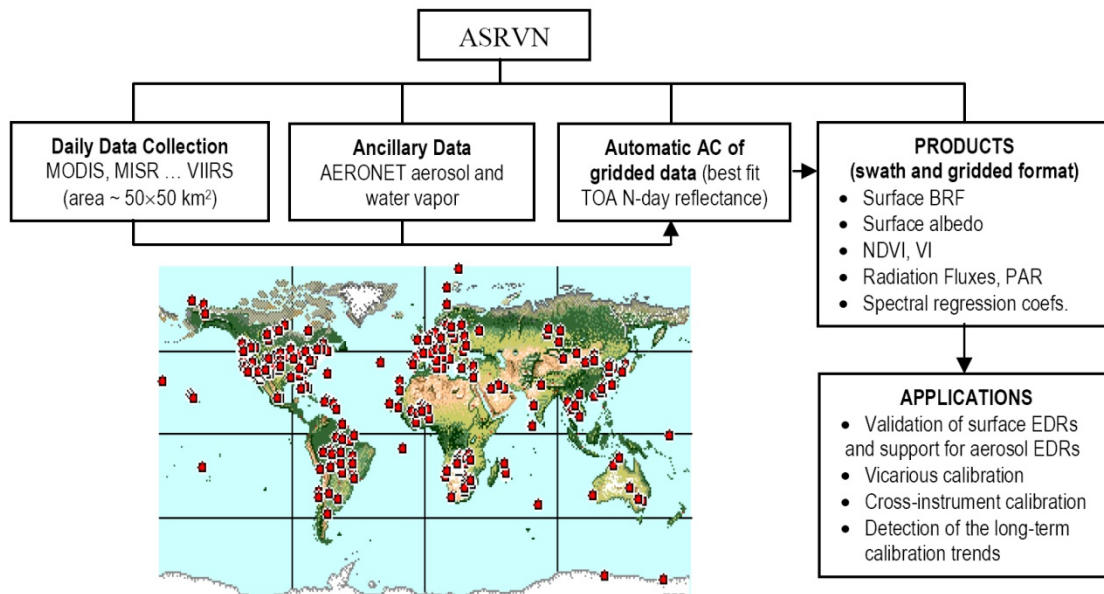 ASRVN
Daily Data Collection
MODIS, MISR ... VIIRS
(area ~ 50×50 km²)
Ancillary Data
AERONET aerosol and
water vapor
Automatic AC of
gridded data (best fit
TOA N-day reflectance)
PRODUCTS
(swath and gridded format)
• Surface BRF
• Surface albedo
• NDVI, VI
• Radiation Fluxes, PAR
• Spectral regression coefs.
APPLICATIONS
• Validation of surface EDRs
and support for aerosol EDRs
• Vicarious calibration
• Cross-instrument calibration
• Detection of the long-term
calibration trends